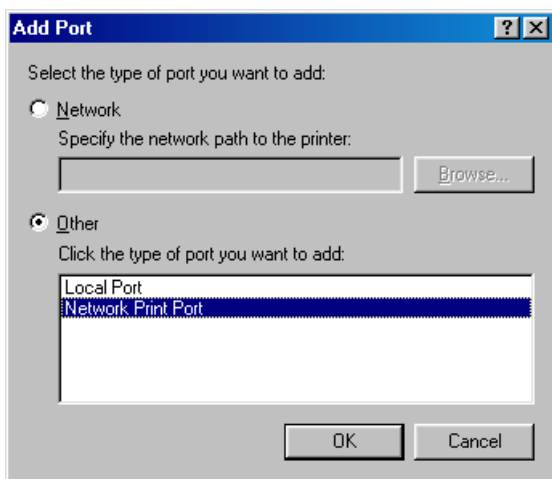 Add Port
Select the type of port you want to add:
Network
Specify the network path to the printer:
Browse...
Other
Click the type of port you want to add:
Local Port
Network Print Port
OK Cancel